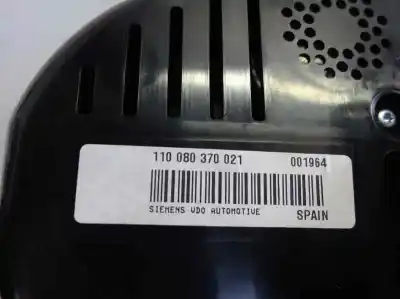 110 080 370 021 001964
SIEMENS VDO AUTOMOTIVE SPAIN